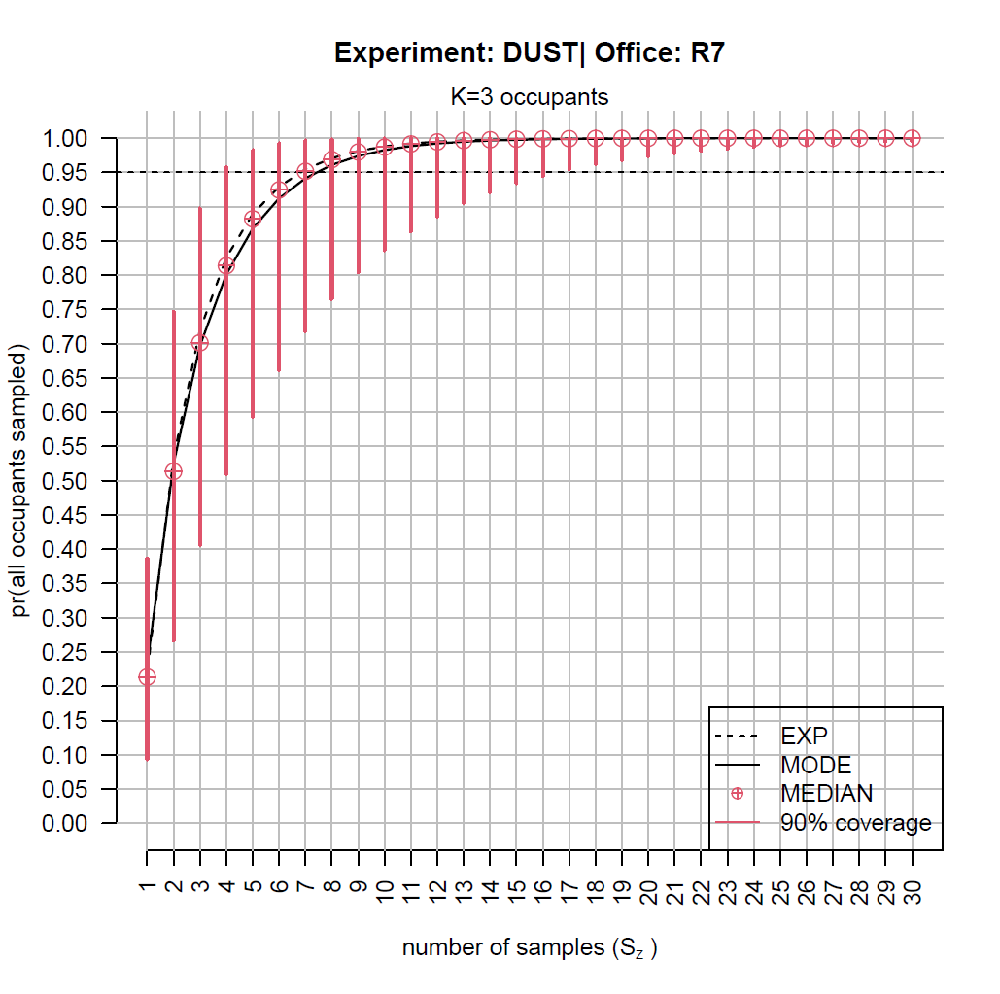 Experiment: DUST| Office: R7
K=3 occupants
pr(all occupants sampled)
1.00
0.95
0.90
0.85
0.80
0.75
0.70
0.65
0.60
0.55
0.50
0.45
0.40
0.35
0.30
0.25
0.20
0.15
0.10
0.05
0.00
EXP
MODE
MEDIAN
90% coverage
1 2 3 4 5 6 7 8 9 10 11 12 13 14 15 16 17 18 19 20 21 22 23 24 25 26 27 28 29 30
number of samples (Sz )